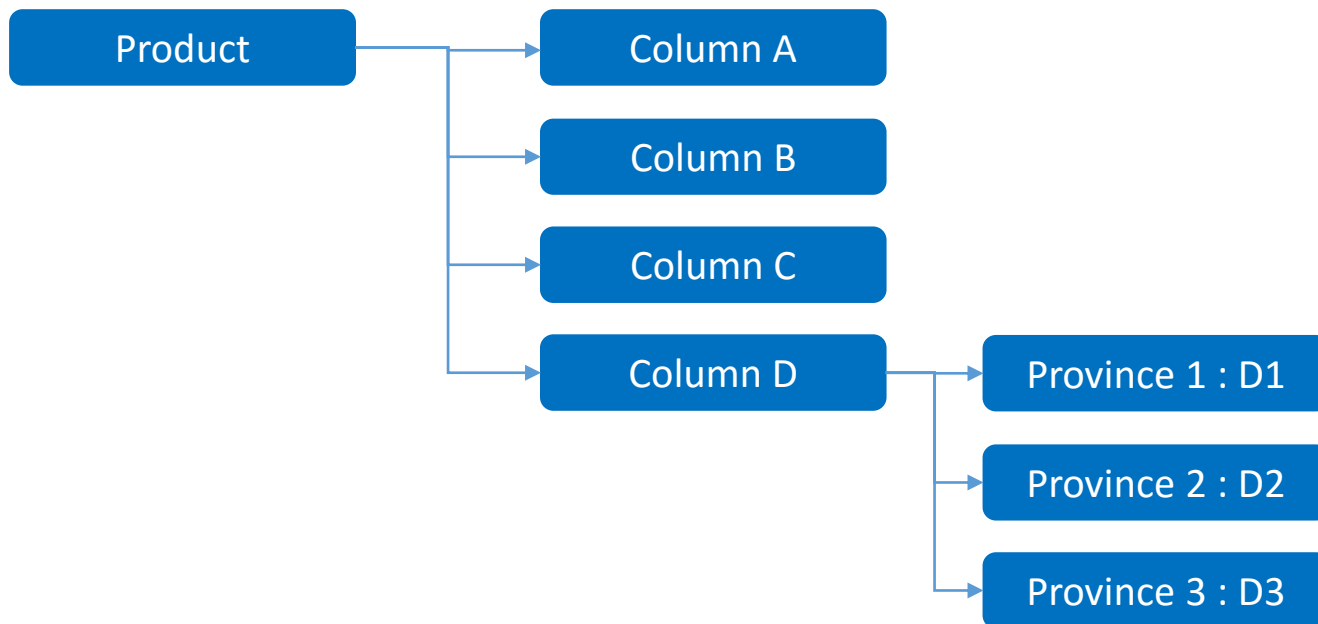 Product
Column A
Column B
Column C
Column D
Province 1 : D1
Province 2 : D2
Province 3 : D3